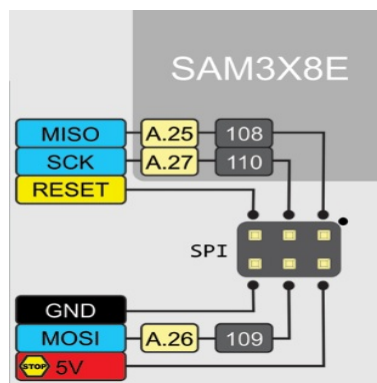 SAM3X8E
MISO A.25 108
SCK A.27 110
RESET
SPI
GND
MOSI A.26 109
STOP 5V